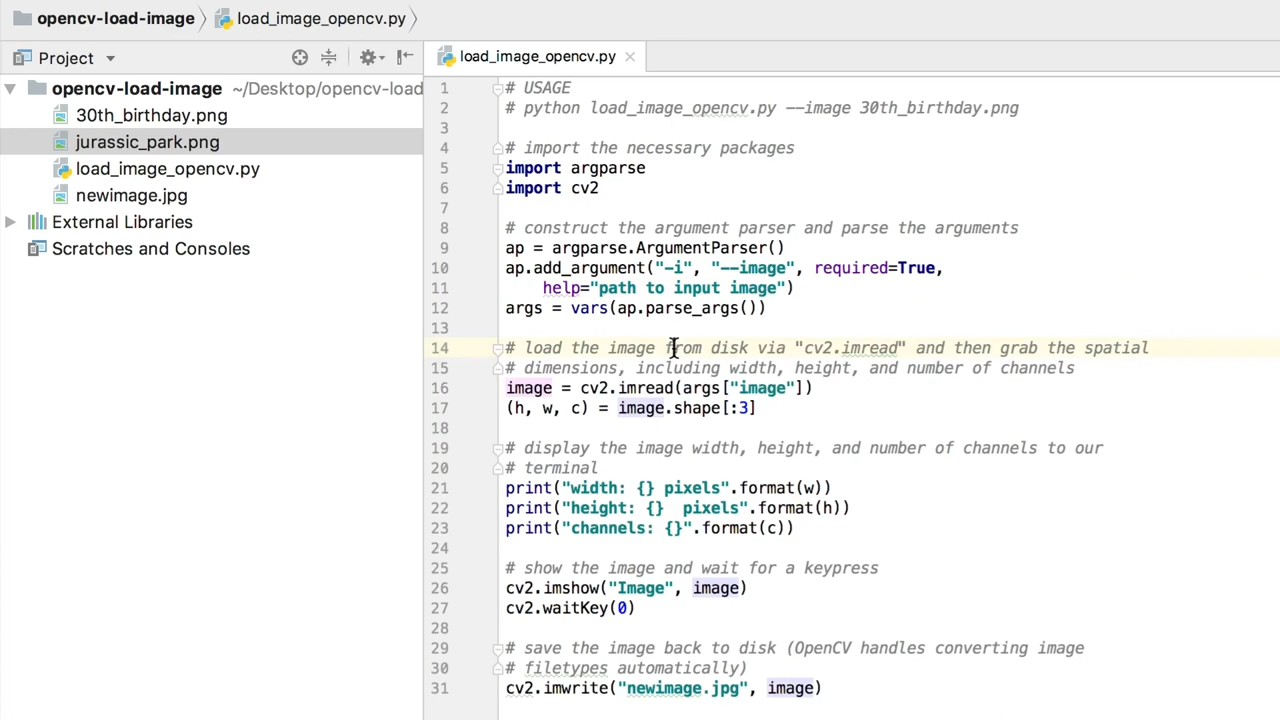 opencv-load-image load_image_opencv.py
Project
load_image_opencv.py
opencv-load-image ~/Desktop/opencv-load
30th_birthday.png
jurassic_park.png
load_image_opencv.py
newimage.jpg
External Libraries
Scratches and Consoles
1 # USAGE
2 # python load_image_opencv.py --image 30th_birthday.png
3
4 # import the necessary packages
5 import argparse
6 import cv2
7
8 # construct the argument parser and parse the arguments
9 ap = argparse.ArgumentParser()
10 ap.add_argument("-i", "--image", required=True,
11 help="path to input image")
12 args = vars(ap.parse_args())
13
14 # load the image from disk via "cv2.imread" and then grab the spatial
15 # dimensions, including width, height, and number of channels
16 image = cv2.imread(args["image"])
17 (h, w, c) = image.shape[:3]
18
19 # display the image width, height, and number of channels to our
20 # terminal
21 print("width: {} pixels".format(w))
22 print("height: {}  pixels".format(h))
23 print("channels: {}".format(c))
24
25 # show the image and wait for a keypress
26 cv2.imshow("Image", image)
27 cv2.waitKey(0)
28
29 # save the image back to disk (OpenCV handles converting image
30 # filetypes automatically)
31 cv2.imwrite("newimage.jpg", image)